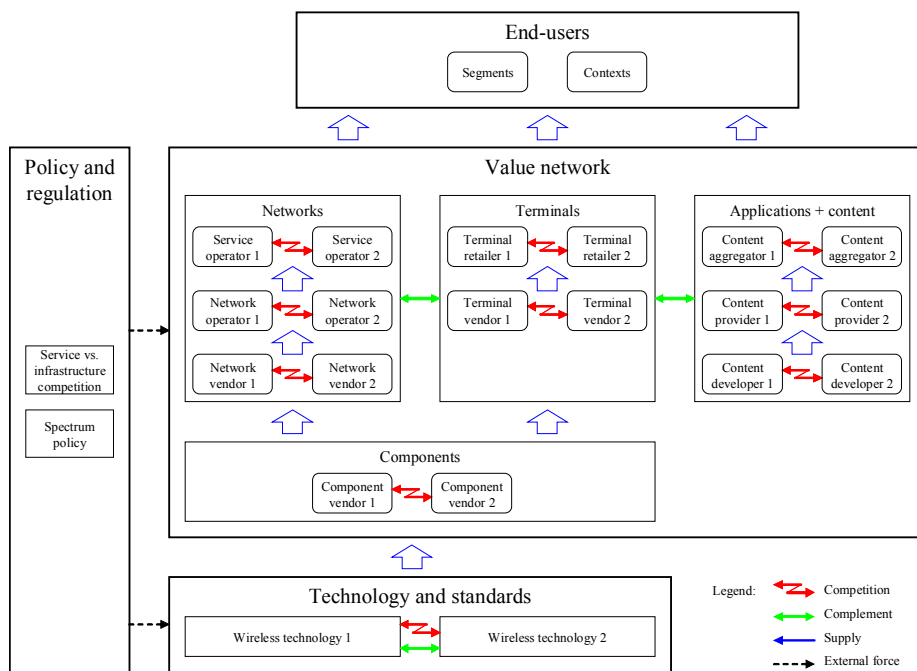 End-users
Segments
Contexts
Policy and
regulation
Service vs.
infrastructure
competition
Spectrum
policy
Value network
Networks
Service
operator 1
Service
operator 2
Network
operator 1
Network
operator 2
Network
vendor 1
Network
vendor 2
Terminals
Terminal
retailer 1
Terminal
retailer 2
Terminal
vendor 1
Terminal
vendor 2
Applications + content
Content
aggregator 1
Content
aggregator 2
Content
provider 1
Content
provider 2
Content
developer 1
Content
developer 2
Components
Component
vendor 1
Component
vendor 2
Technology and standards
Wireless technology 1
Wireless technology 2
Legend:
Competition
Complement
Supply
External force